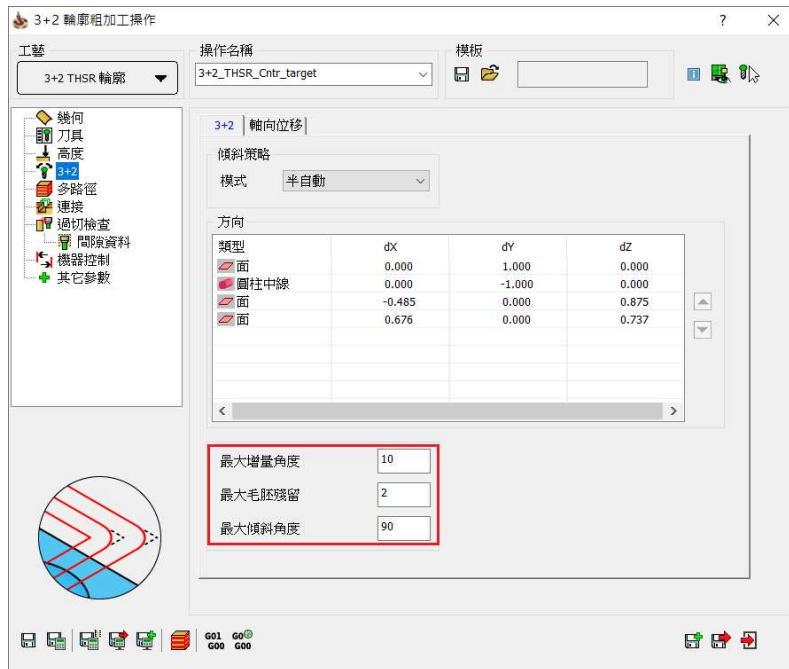 3+2 輪廓粗加工操作
?
工藝
3+2 THSR 輪廓
操作名稱
3+2_THSR_Cntr_target
模板
幾何
刀具
高度
3+2
多路徑
連接
過切檢查
間隙資料
機器控制
其它參數
3+2 軸向位移
傾斜策略
模式 半自動
方向
類型 dX dY dZ
面 0.000 1.000 0.000
圓柱中線 0.000 -1.000 0.000
面 -0.485 0.000 0.875
面 0.676 0.000 0.737
最大增量角度 10
最大毛胚殘留 2
最大傾斜角度 90
G01 G0
G00 G00